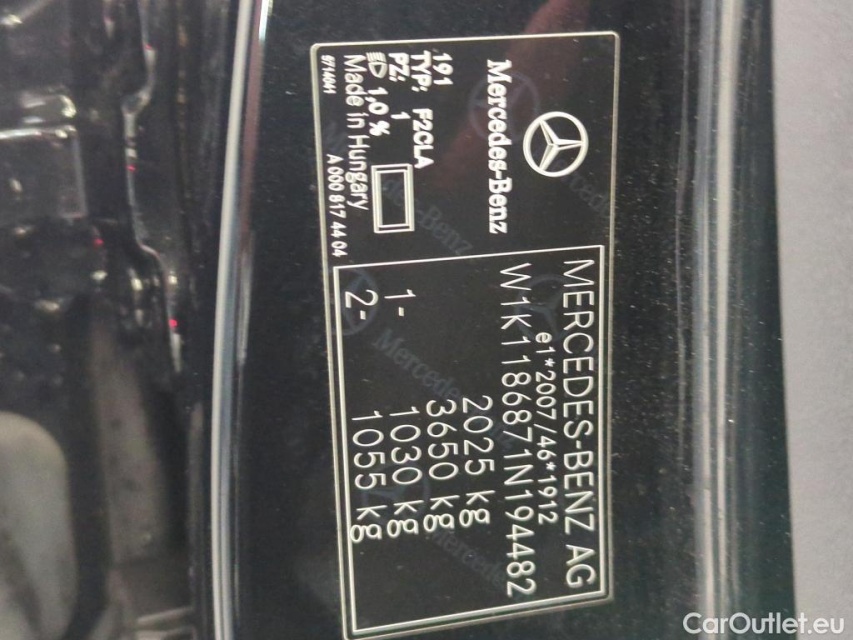 MERCEDES-BENZ AG
e1*2007/46*1912
W1K1186871N194482
2025 kg
3650 kg
1- 1030 kg
2- 1055 kg
Mercedes-Benz
191
TYP: F2CLA
PZ: 1
1,0 %
Made in Hungary
5714041 A 000 817 44 04
CarOutlet.eu